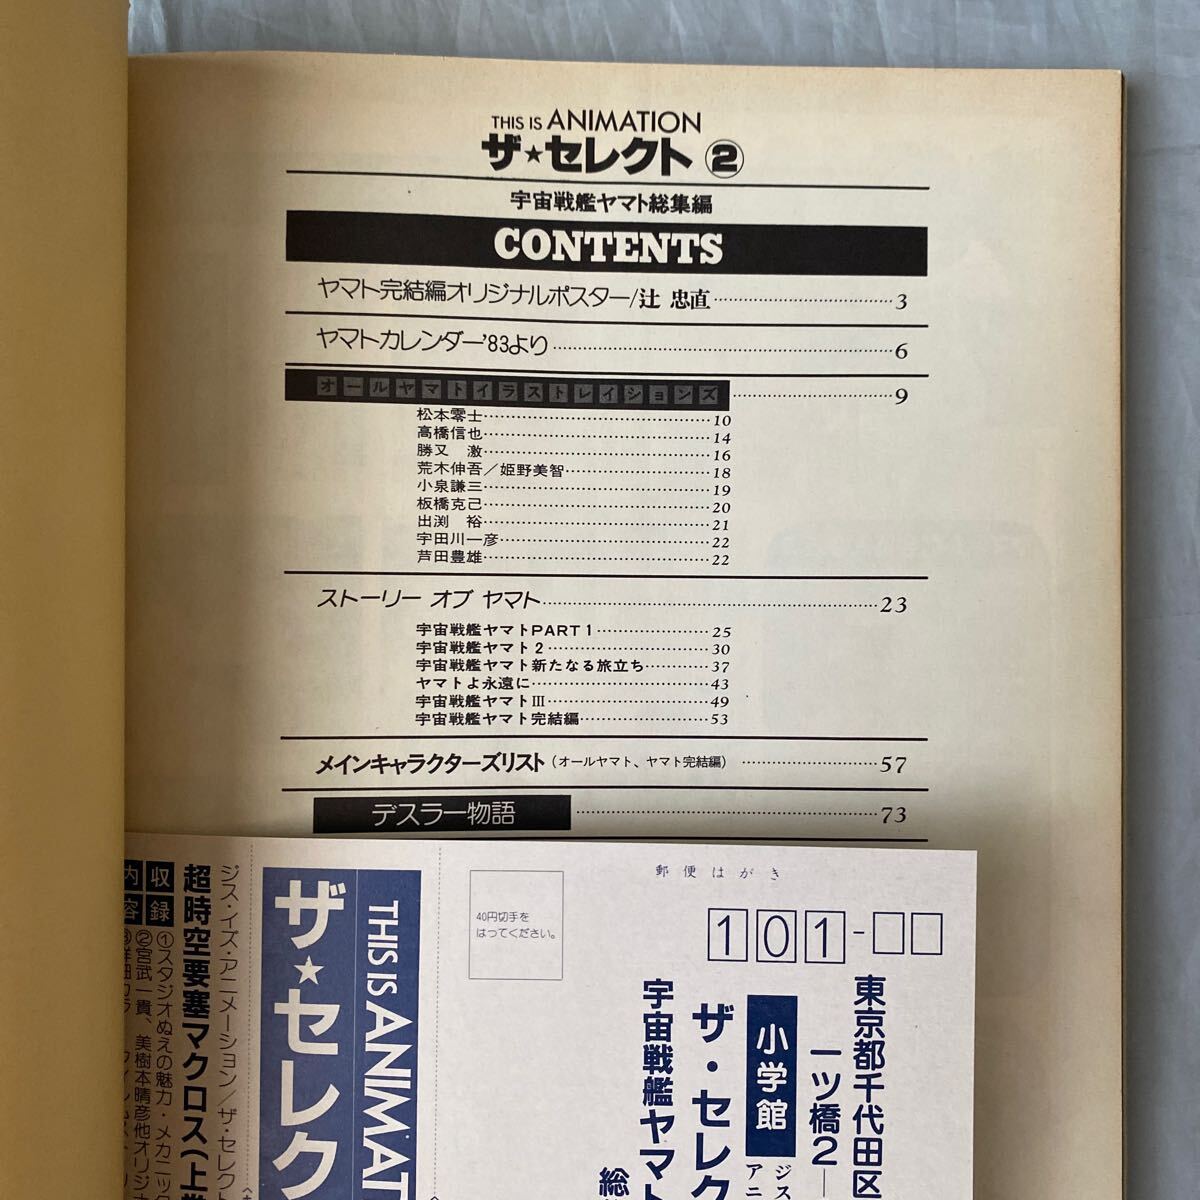 THIS IS ANIMATION
ザ★セレクト②
宇宙戦艦ヤマト総集編
CONTENTS
ヤマト完結編オリジナルポスター/辻 忠直 3
ヤマトカレンダー'83より 6
オールヤマトイラストレイションズ 9
松本零士 10
高橋信也 14
勝又 激 16
荒木伸吾/姫野美智 18
小泉謙三 19
板橋克己 20
出渕 裕 21
宇田川一彦 22
芦田豊雄 22
ストーリー オブ ヤマト 23
宇宙戦艦ヤマトPART 1 25
宇宙戦艦ヤマト2 30
宇宙戦艦ヤマト新たなる旅立ち 37
ヤマトよ永遠に 43
宇宙戦艦ヤマトIII 49
宇宙戦艦ヤマト完結編 53
メインキャラクターズリスト(オールヤマト、ヤマト完結編) 57
デスラー物語 73
郵便はがき
40円切手を
はってください。
101-
東京都千代田区
一ツ橋2—
小学館
ジス
アニ
ザ・セレク
宇宙戦艦ヤマト
総
THIS IS ANIMAT
ザ★セレク
ジス・イズ・アニメーション/ザ・セレクト
超時空要塞マクロス(上
収録
内容
①スタジオぬえの魅力・メカニック
②宮武一貴、美樹本晴彦他オリジ